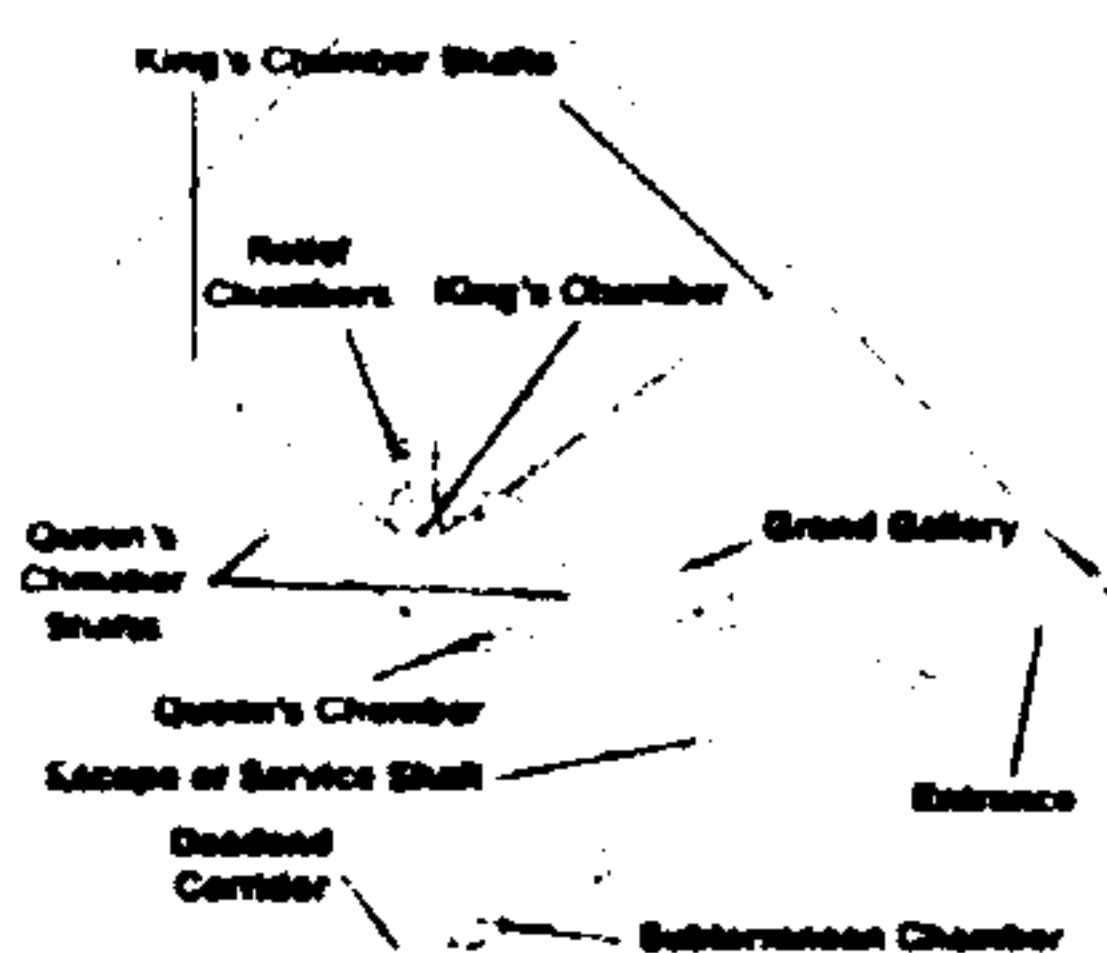 King's Chamber Shafts
Relief
Chambers
King's Chamber
Queen's
Chamber
Shafts
Grand Gallery
Queen's Chamber
Escape or Service Shaft
Entrance
Deadend
Corridor
Subterranean Chamber